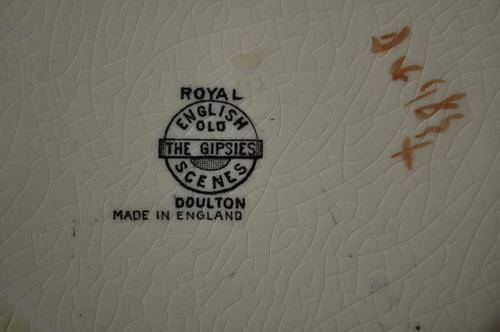 ROYAL
ENGLISH
OLD
THE GIPSIES
SCENES
DOULTON
MADE IN ENGLAND